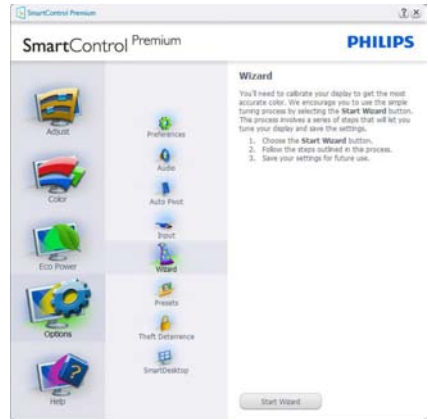 SmartControl Premium
SmartControl Premium
PHILIPS
Adjust
Color
Eco Power
Options
Help
Preferences
Audio
Auto Pivot
Input
Wizard
Presets
Theft Deterrence
SmartDesktop
Wizard
You'll need to calibrate your display to get the most
accurate color. We encourage you to use the simple
tuning process by selecting the Start Wizard button.
The process involves a series of steps that will let you
tune your display and save the settings.
1. Choose the Start Wizard button.
2. Follow the steps outlined in the process.
3. Save your settings for future use.
Start Wizard